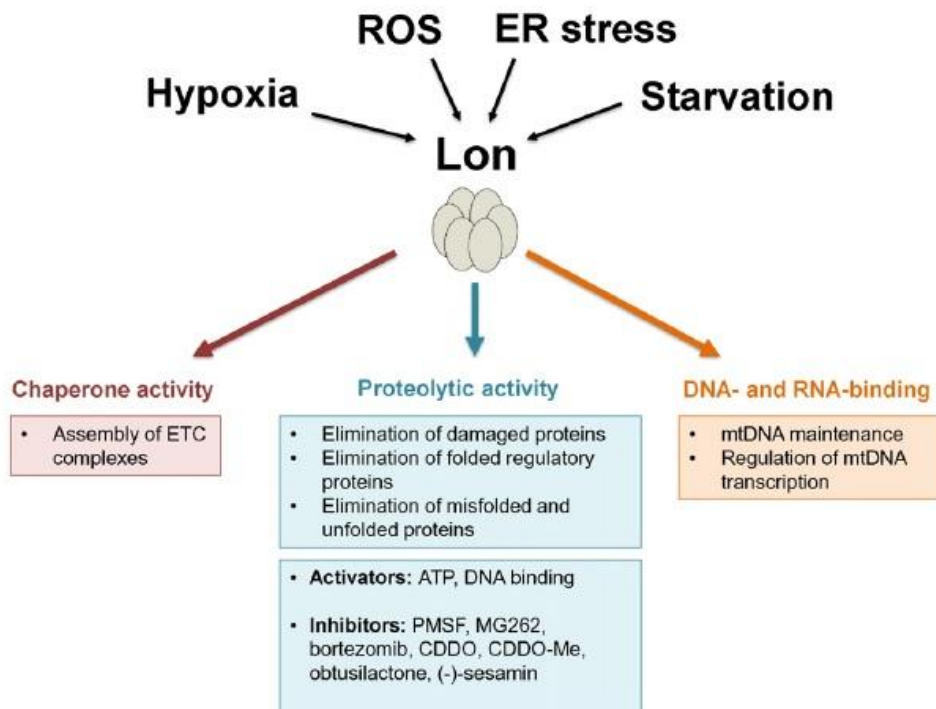 ROS ER stress
Hypoxia Starvation
Lon
Chaperone activity
• Assembly of ETC
complexes
Proteolytic activity
• Elimination of damaged proteins
• Elimination of folded regulatory
proteins
• Elimination of misfolded and
unfolded proteins
• Activators: ATP, DNA binding
• Inhibitors: PMSF, MG262,
bortezomib, CDDO, CDDO-Me,
obtusilactone, (-)-sesamin
DNA- and RNA-binding
• mtDNA maintenance
• Regulation of mtDNA
transcription